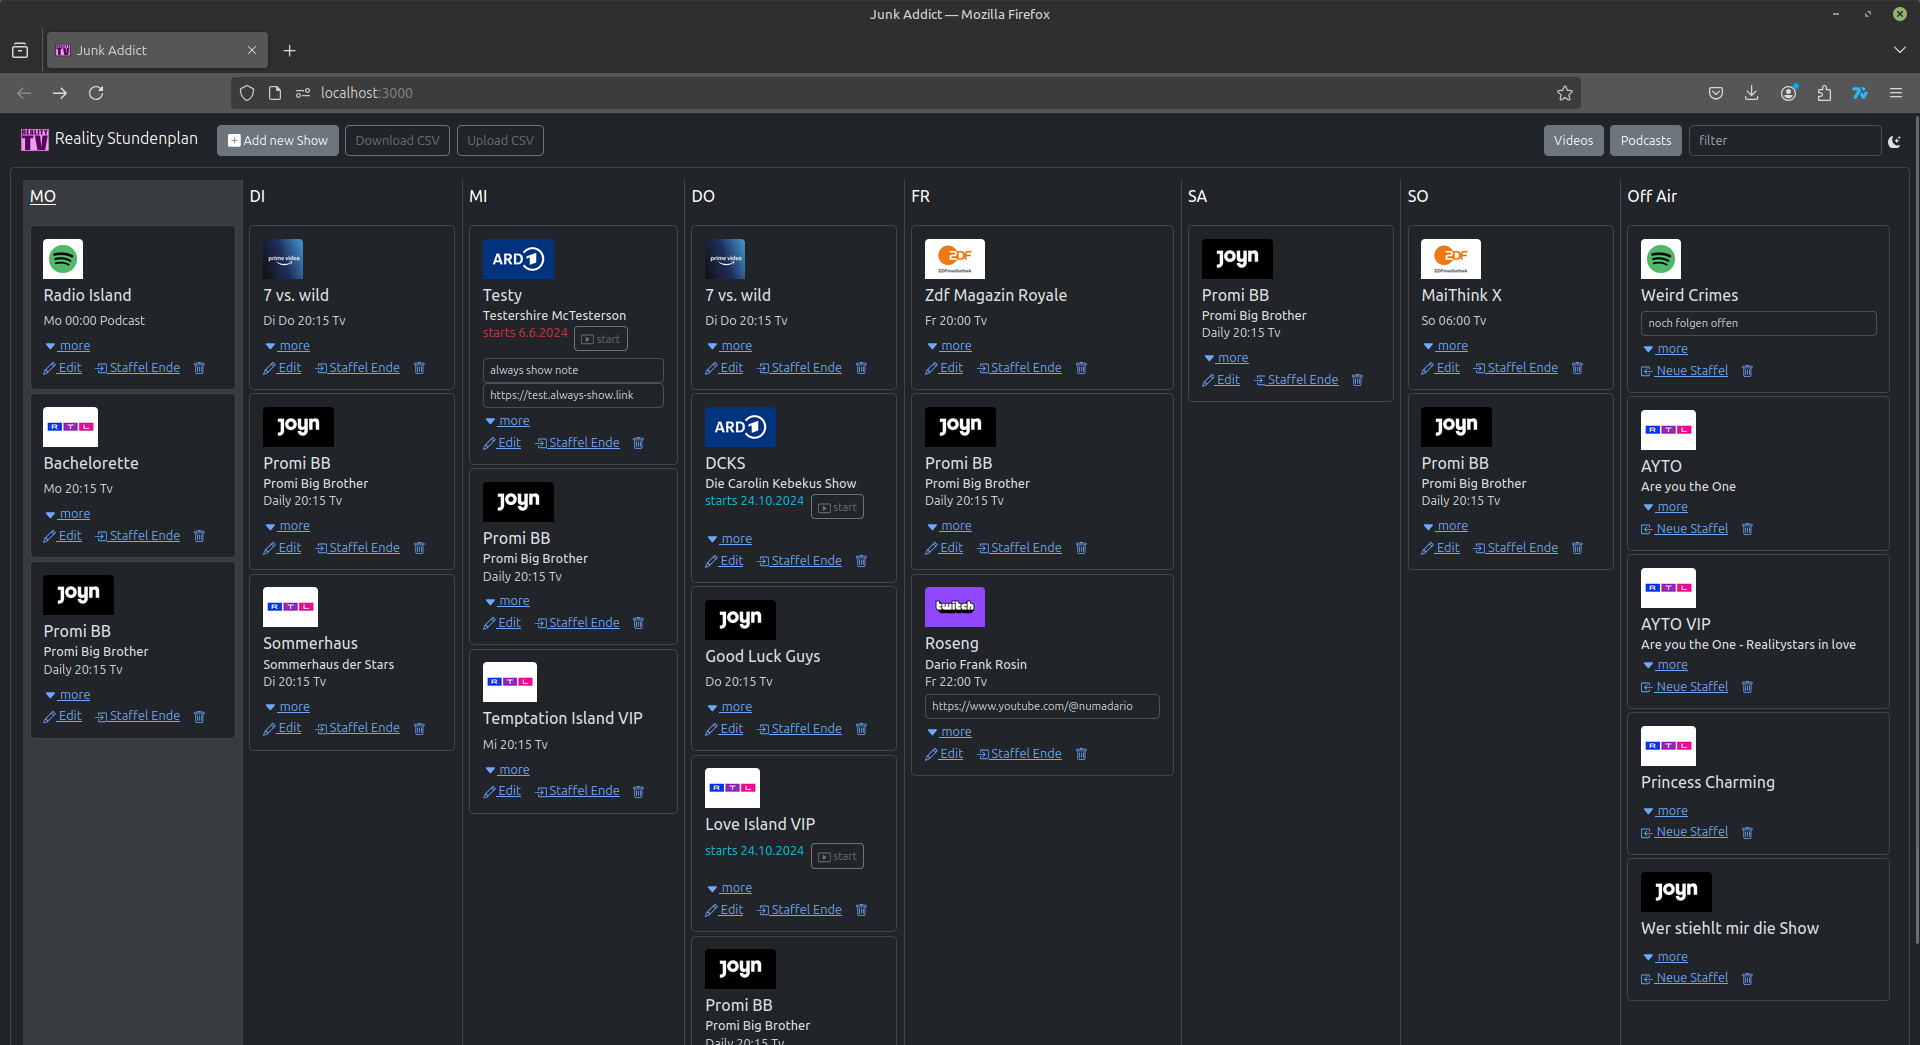 Junk Addict — Mozilla Firefox
Junk Addict
localhost:3000
REALITY TV Reality Stundenplan
Add new Show
Download CSV
Upload CSV
Videos
Podcasts
filter
MO
Radio Island
Mo 00:00 Podcast
more
Edit Staffel Ende
RTL
Bachelorette
Mo 20:15 Tv
more
Edit Staffel Ende
joyn
Promi BB
Promi Big Brother
Daily 20:15 Tv
more
Edit Staffel Ende
DI
prime video
7 vs. wild
Di Do 20:15 Tv
more
Edit Staffel Ende
joyn
Promi BB
Promi Big Brother
Daily 20:15 Tv
more
Edit Staffel Ende
RTL
Sommerhaus
Sommerhaus der Stars
Di 20:15 Tv
more
Edit Staffel Ende
MI
ARD 1
Testy
Testershire McTesterson
starts 6.6.2024 start
always show note
https://test.always-show.link
more
Edit Staffel Ende
joyn
Promi BB
Promi Big Brother
Daily 20:15 Tv
more
Edit Staffel Ende
RTL
Temptation Island VIP
Mi 20:15 Tv
more
Edit Staffel Ende
DO
prime video
7 vs. wild
Di Do 20:15 Tv
more
Edit Staffel Ende
ARD 1
DCKS
Die Carolin Kebekus Show
starts 24.10.2024 start
more
Edit Staffel Ende
joyn
Good Luck Guys
Do 20:15 Tv
more
Edit Staffel Ende
RTL
Love Island VIP
starts 24.10.2024 start
more
Edit Staffel Ende
joyn
Promi BB
Promi Big Brother
Daily 20:15 Tv
FR
ZDF
ZDFmediathek
Zdf Magazin Royale
Fr 20:00 Tv
more
Edit Staffel Ende
joyn
Promi BB
Promi Big Brother
Daily 20:15 Tv
more
Edit Staffel Ende
twitch
Roseng
Dario Frank Rosin
Fr 22:00 Tv
https://www.youtube.com/@numadario
more
Edit Staffel Ende
SA
joyn
Promi BB
Promi Big Brother
Daily 20:15 Tv
more
Edit Staffel Ende
SO
ZDF
ZDFmediathek
MaiThink X
So 06:00 Tv
more
Edit Staffel Ende
joyn
Promi BB
Promi Big Brother
Daily 20:15 Tv
more
Edit Staffel Ende
Off Air
Weird Crimes
noch folgen offen
more
Neue Staffel
RTL
AYTO
Are you the One
more
Neue Staffel
RTL
AYTO VIP
Are you the One - Realitystars in love
more
Neue Staffel
RTL
Princess Charming
more
Neue Staffel
joyn
Wer stiehlt mir die Show
more
Neue Staffel